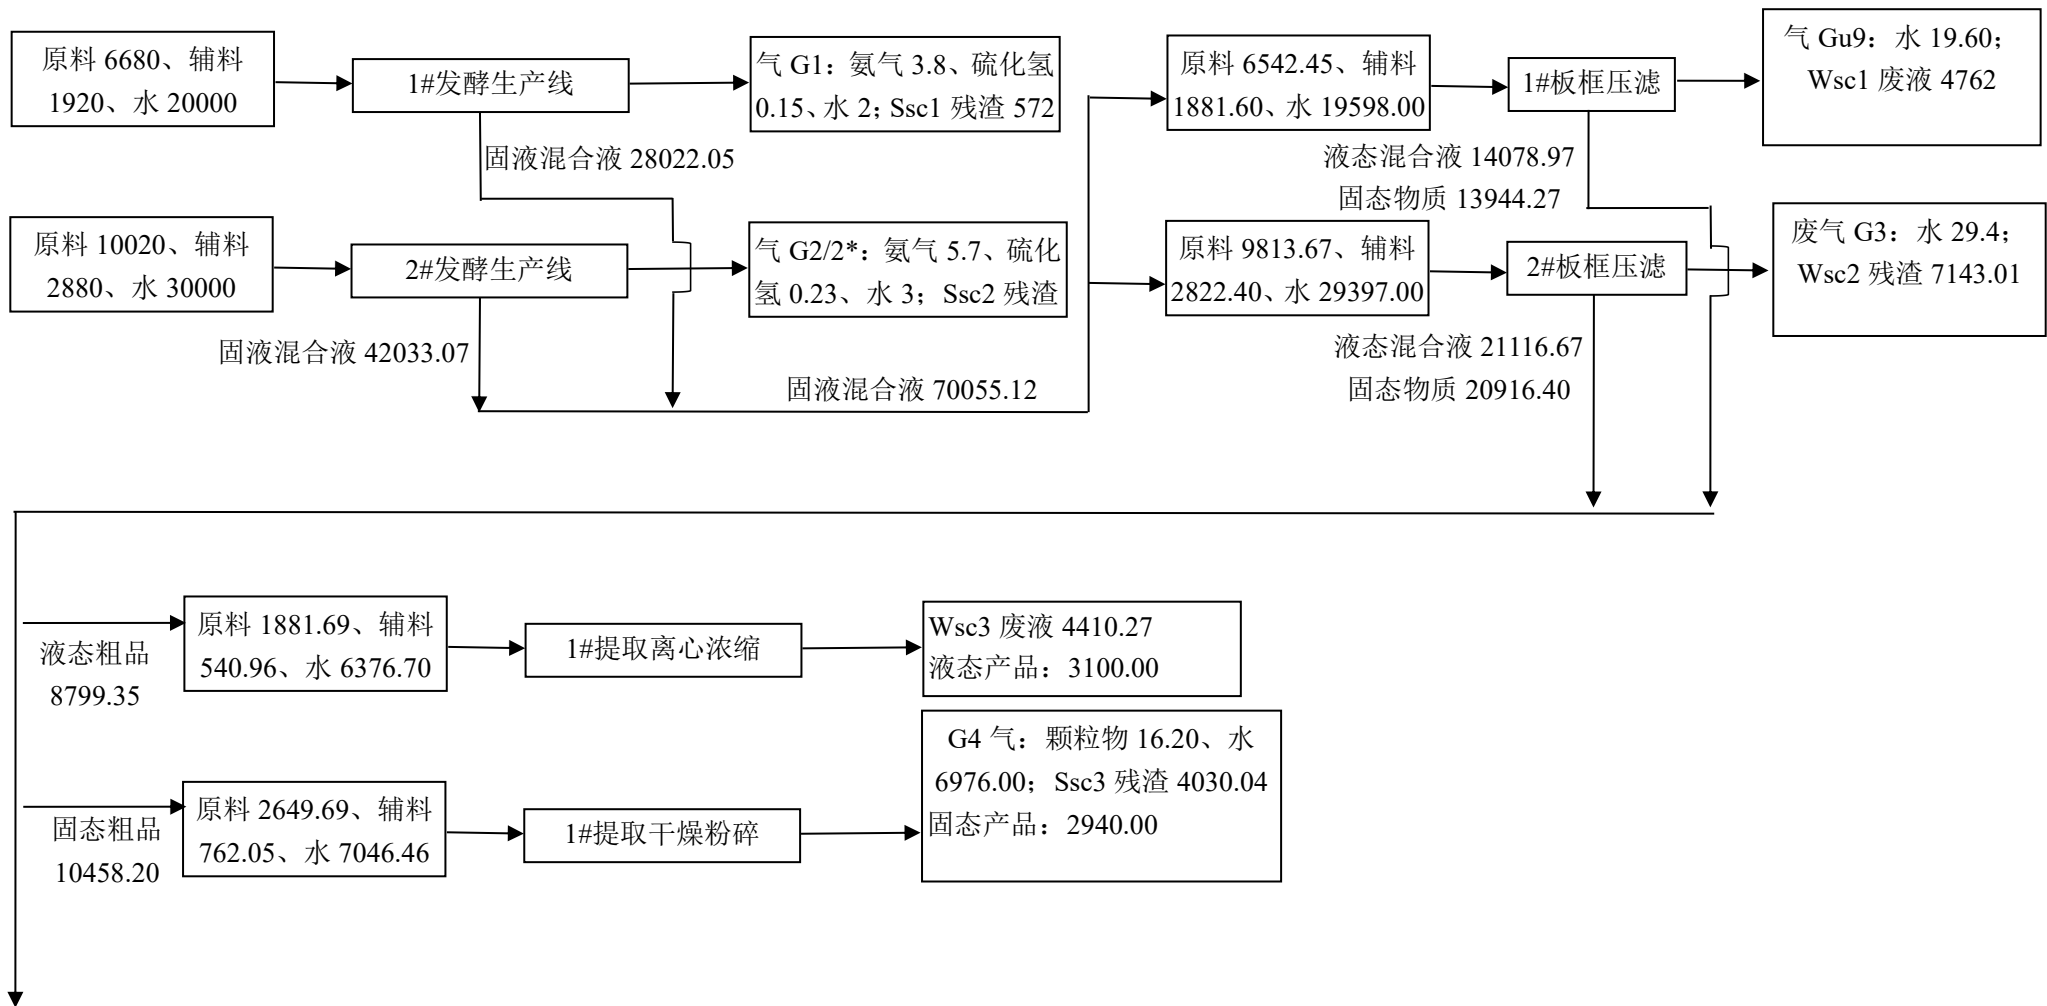 原料 6680、辅料
1920、水 20000
1#发酵生产线
气 G1：氨气 3.8、硫化氢
0.15、水 2；Ssc1 残渣 572
固液混合液 28022.05
原料 10020、辅料
2880、水 30000
2#发酵生产线
气 G2/2*：氨气 5.7、硫化
氢 0.23、水 3；Ssc2 残渣
固液混合液 42033.07
固液混合液 70055.12
原料 6542.45、辅料
1881.60、水 19598.00
1#板框压滤
气 Gu9：水 19.60；
Wsc1 废液 4762
液态混合液 14078.97
固态物质 13944.27
原料 9813.67、辅料
2822.40、水 29397.00
2#板框压滤
废气 G3：水 29.4；
Wsc2 残渣 7143.01
液态混合液 21116.67
固态物质 20916.40
液态粗品
8799.35
原料 1881.69、辅料
540.96、水 6376.70
1#提取离心浓缩
Wsc3 废液 4410.27
液态产品：3100.00
固态粗品
10458.20
原料 2649.69、辅料
762.05、水 7046.46
1#提取干燥粉碎
G4 气：颗粒物 16.20、水
6976.00；Ssc3 残渣 4030.04
固态产品：2940.00